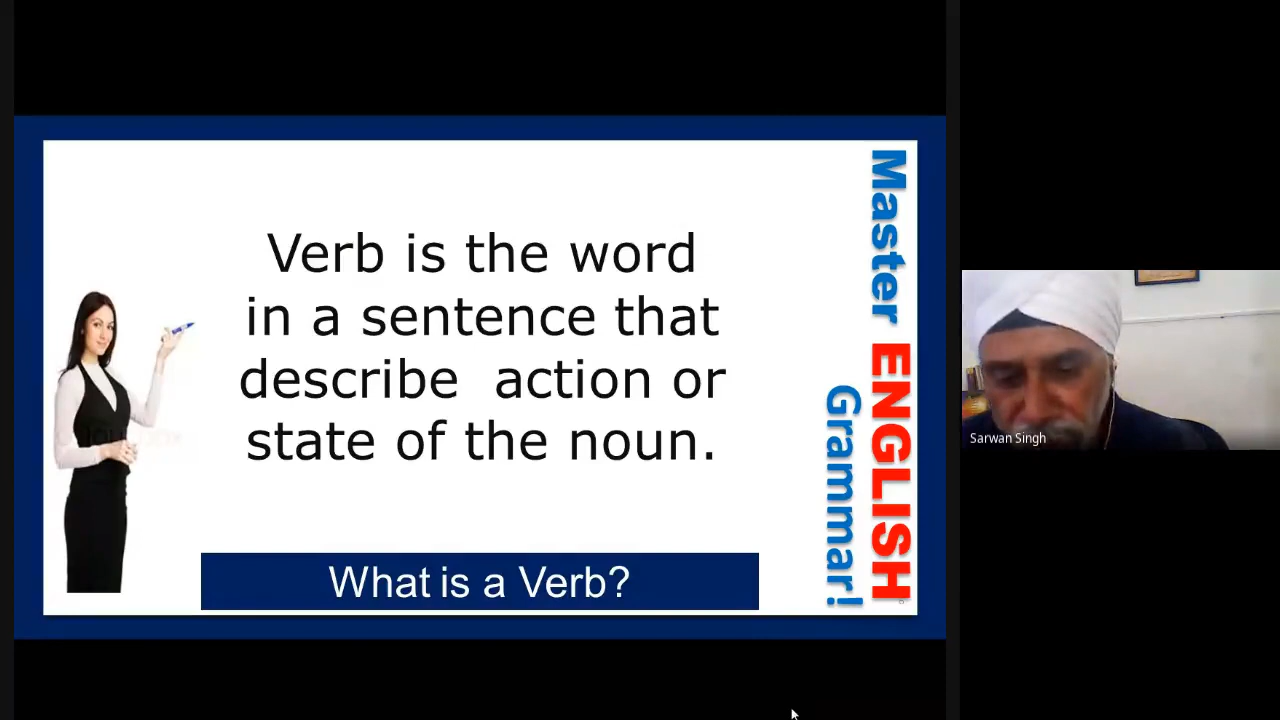 Verb is the word
in a sentence that
describe action or
state of the noun.
What is a Verb?
Master ENGLISH
Grammar!
Sarwan Singh